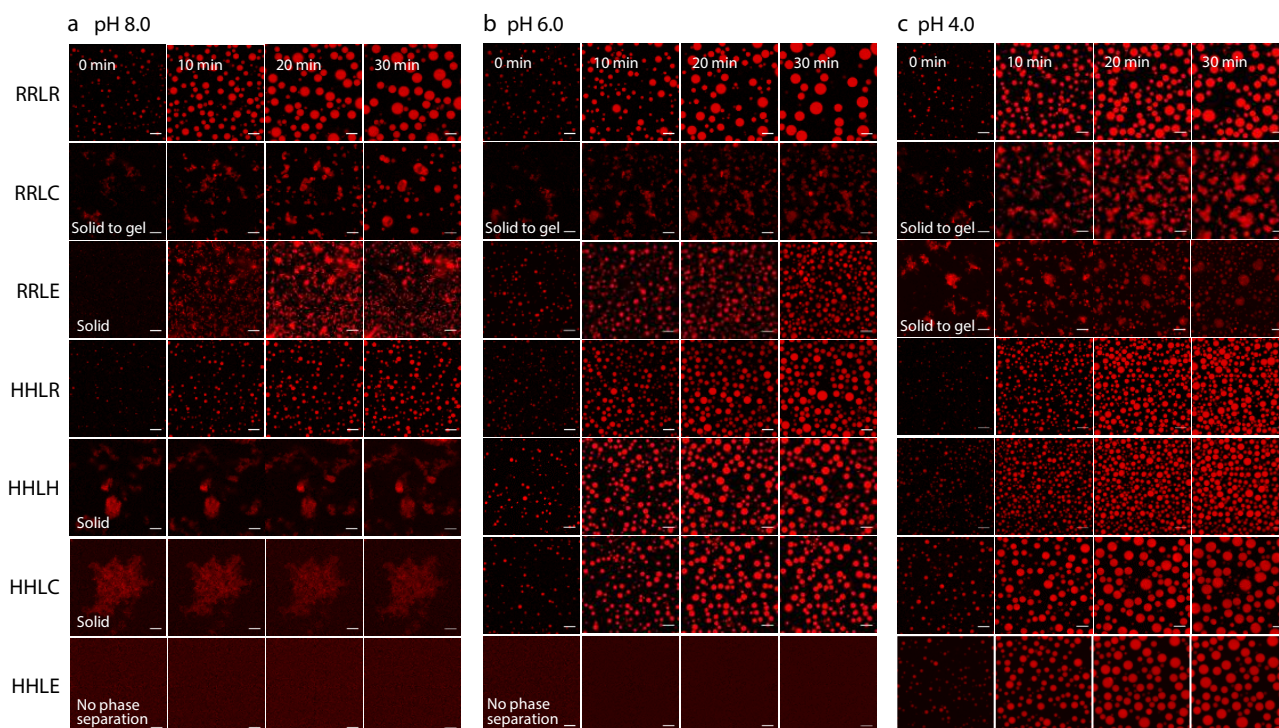 a pH 8.0
b pH 6.0
c pH 4.0
0 min 10 min 20 min 30 min
0 min 10 min 20 min 30 min
0 min 10 min 20 min 30 min
RRLR
RRLC
Solid to gel
Solid to gel
Solid to gel
RRLE
Solid
Solid to gel
HHLR
HHLH
Solid
HHLC
Solid
HHLE
No phase
separation
No phase
separation